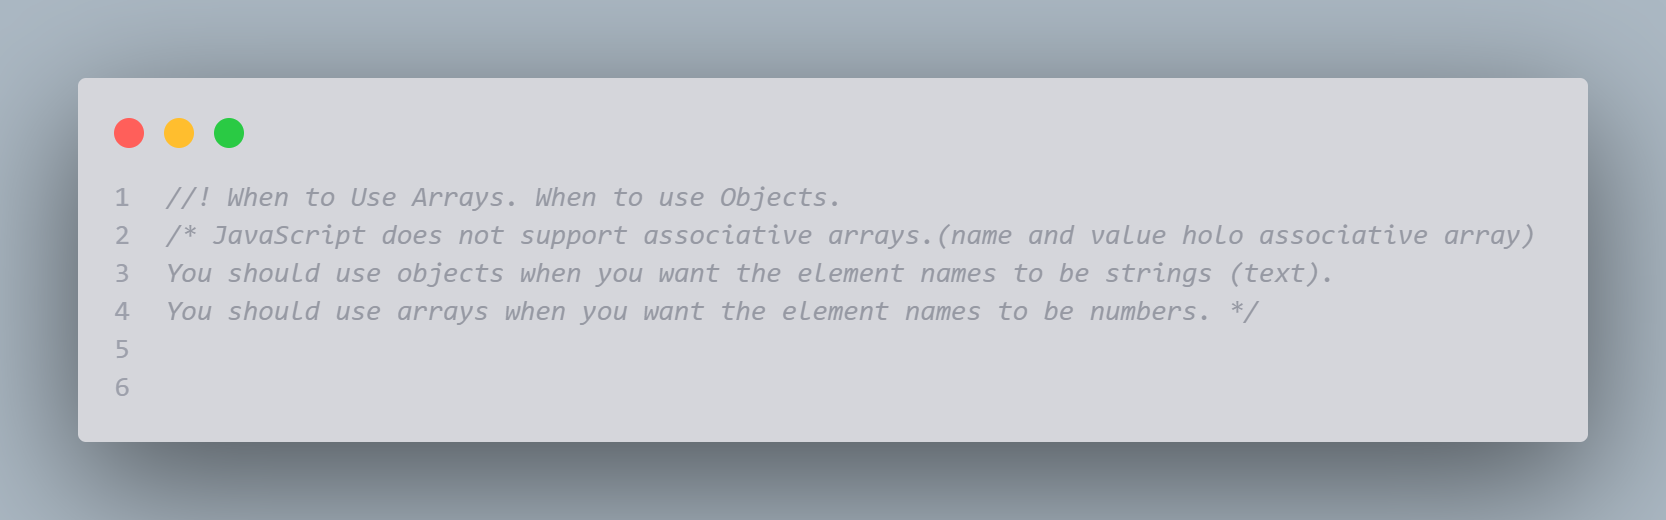 1 //! When to Use Arrays. When to use Objects.
2 /* JavaScript does not support associative arrays.(name and value holo associative array)
3 You should use objects when you want the element names to be strings (text).
4 You should use arrays when you want the element names to be numbers. */
5
6